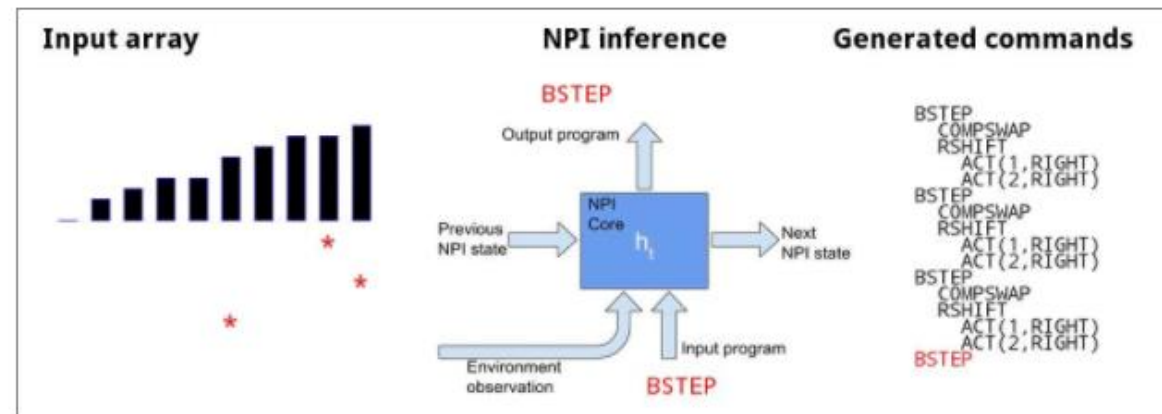 Input array
NPI inference
Generated commands
BSTEP
Output program
NPI
Core
h_t
Previous
NPI state
Next
NPI state
Input program
Environment
observation
BSTEP
*
*
*
BSTEP
COMPSWAP
RSHIFT
ACT(1,RIGHT)
ACT(2,RIGHT)
BSTEP
COMPSWAP
RSHIFT
ACT(1,RIGHT)
ACT(2,RIGHT)
BSTEP
COMPSWAP
RSHIFT
ACT(1,RIGHT)
ACT(2,RIGHT)
BSTEP